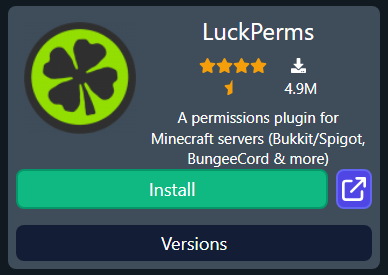 LuckPerms
4.9M
A permissions plugin for
Minecraft servers (Bukkit/Spigot,
BungeeCord & more)
Install
Versions